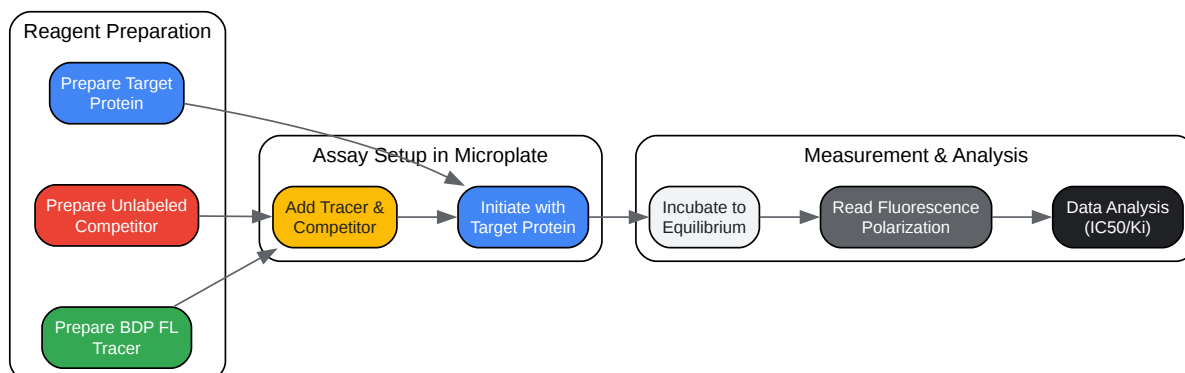 Reagent Preparation
Prepare Target
Protein
Prepare Unlabeled
Competitor
Prepare BDP FL
Tracer
Assay Setup in Microplate
Add Tracer &
Competitor
Initiate with
Target Protein
Measurement & Analysis
Incubate to
Equilibrium
Read Fluorescence
Polarization
Data Analysis
(IC50/Ki)